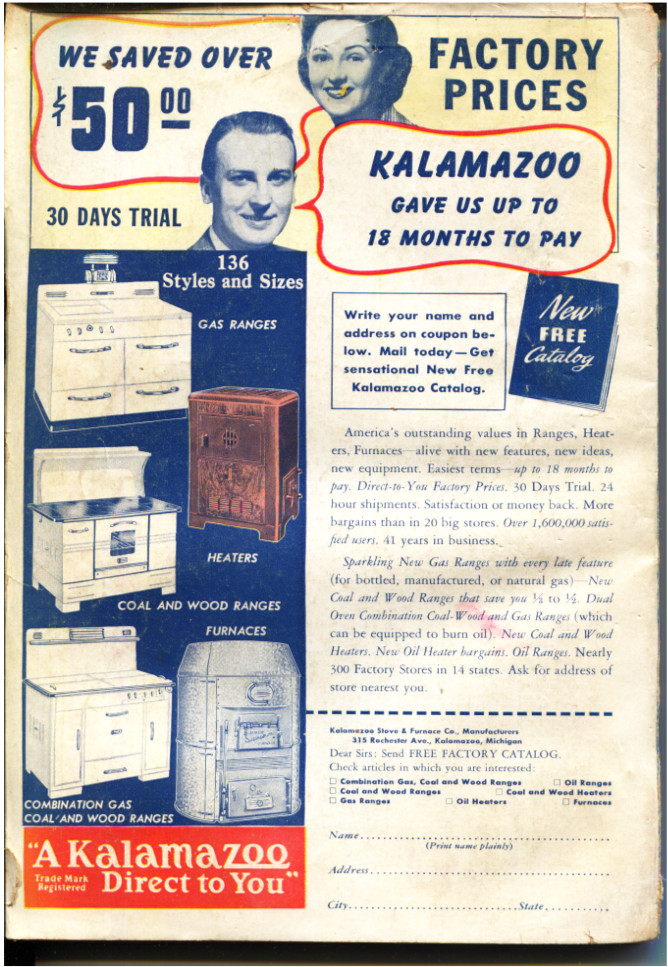 WE SAVED OVER
$50.00
FACTORY
PRICES
KALAMAZOO
GAVE US UP TO
18 MONTHS TO PAY
30 DAYS TRIAL
136
Styles and Sizes
GAS RANGES
HEATERS
COAL AND WOOD RANGES
FURNACES
COMBINATION GAS
COAL AND WOOD RANGES
"A Kalamazoo
Trade Mark
Registered
Direct to You"
Write your name and
address on coupon be-
low. Mail today—Get
sensational New Free
Kalamazoo Catalog.
New
FREE
Catalog
America's outstanding values in Ranges, Heat-
ers, Furnaces—alive with new features, new ideas,
new equipment. Easiest terms—up to 18 months to
pay. Direct-to-You Factory Prices. 30 Days Trial. 24
hour shipments. Satisfaction or money back. More
bargains than in 20 big stores. Over 1,600,000 satis-
fied users. 41 years in business.
Sparkling New Gas Ranges with every late feature
(for bottled, manufactured, or natural gas)—New
Coal and Wood Ranges that save you ⅓ to ½. Dual
Oven Combination Coal-Wood and Gas Ranges (which
can be equipped to burn oil). New Coal and Wood
Heaters. New Oil Heater bargains. Oil Ranges. Nearly
300 Factory Stores in 14 states. Ask for address of
store nearest you.
Kalamazoo Stove & Furnace Co., Manufacturers
315 Rochester Ave., Kalamazoo, Michigan
Dear Sirs: Send FREE FACTORY CATALOG.
Check articles in which you are interested:
☐ Combination Gas, Coal and Wood Ranges ☐ Oil Ranges
☐ Coal and Wood Ranges ☐ Coal and Wood Heaters
☐ Gas Ranges ☐ Oil Heaters ☐ Furnaces
Name
(Print name plainly)
Address
City State